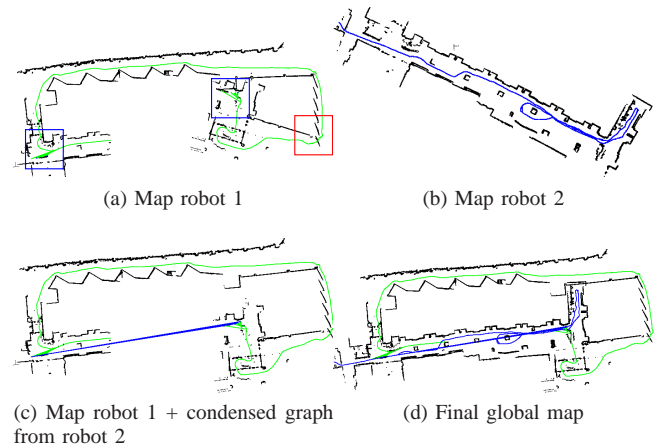 (a) Map robot 1
(b) Map robot 2
(c) Map robot 1 + condensed graph
from robot 2
(d) Final global map